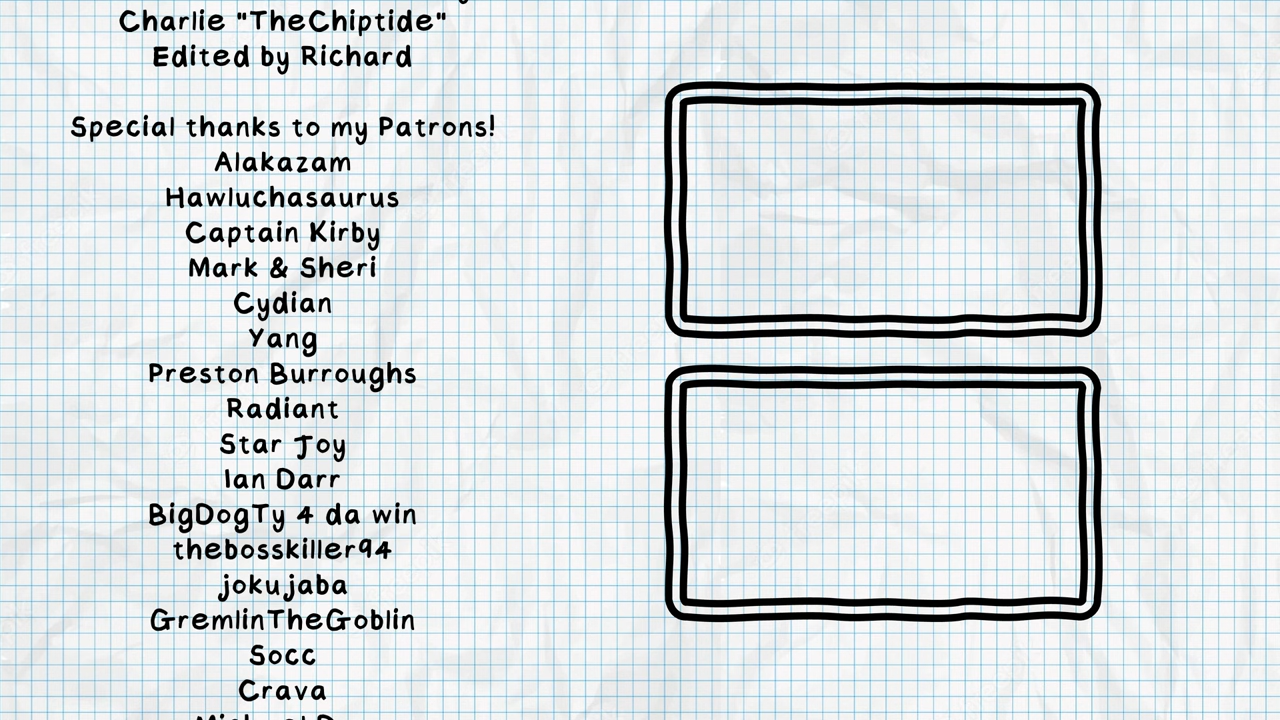 Charlie "TheChiptide"
Edited by Richard
Special thanks to my Patrons!
Alakazam
Hawluchasaurus
Captain Kirby
Mark & Sheri
Cydian
Yang
Preston Burroughs
Radiant
Star Joy
Ian Darr
BigDogTy 4 da win
thebosskiller94
jokujaba
GremlinTheGoblin
Socc
Crava